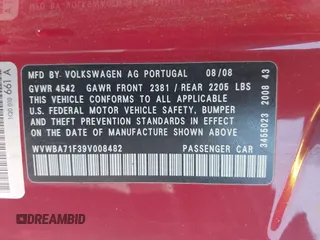 MFD BY VOLKSWAGEN AG PORTUGAL 08/08
GVWR 4542 GAWR FRONT 2381 / REAR 2205 LBS
THIS VEHICLE CONFORMS TO ALL APPLICABLE
U.S. FEDERAL MOTOR VEHICLE SAFETY, BUMPER
AND THEFT PREVENTION STANDARDS IN EFFECT
ON THE DATE OF MANUFACTURE SHOWN ABOVE
WVWBA71F39V008482 PASSENGER CAR
3455023 2008 43
661 A
DREAMBID